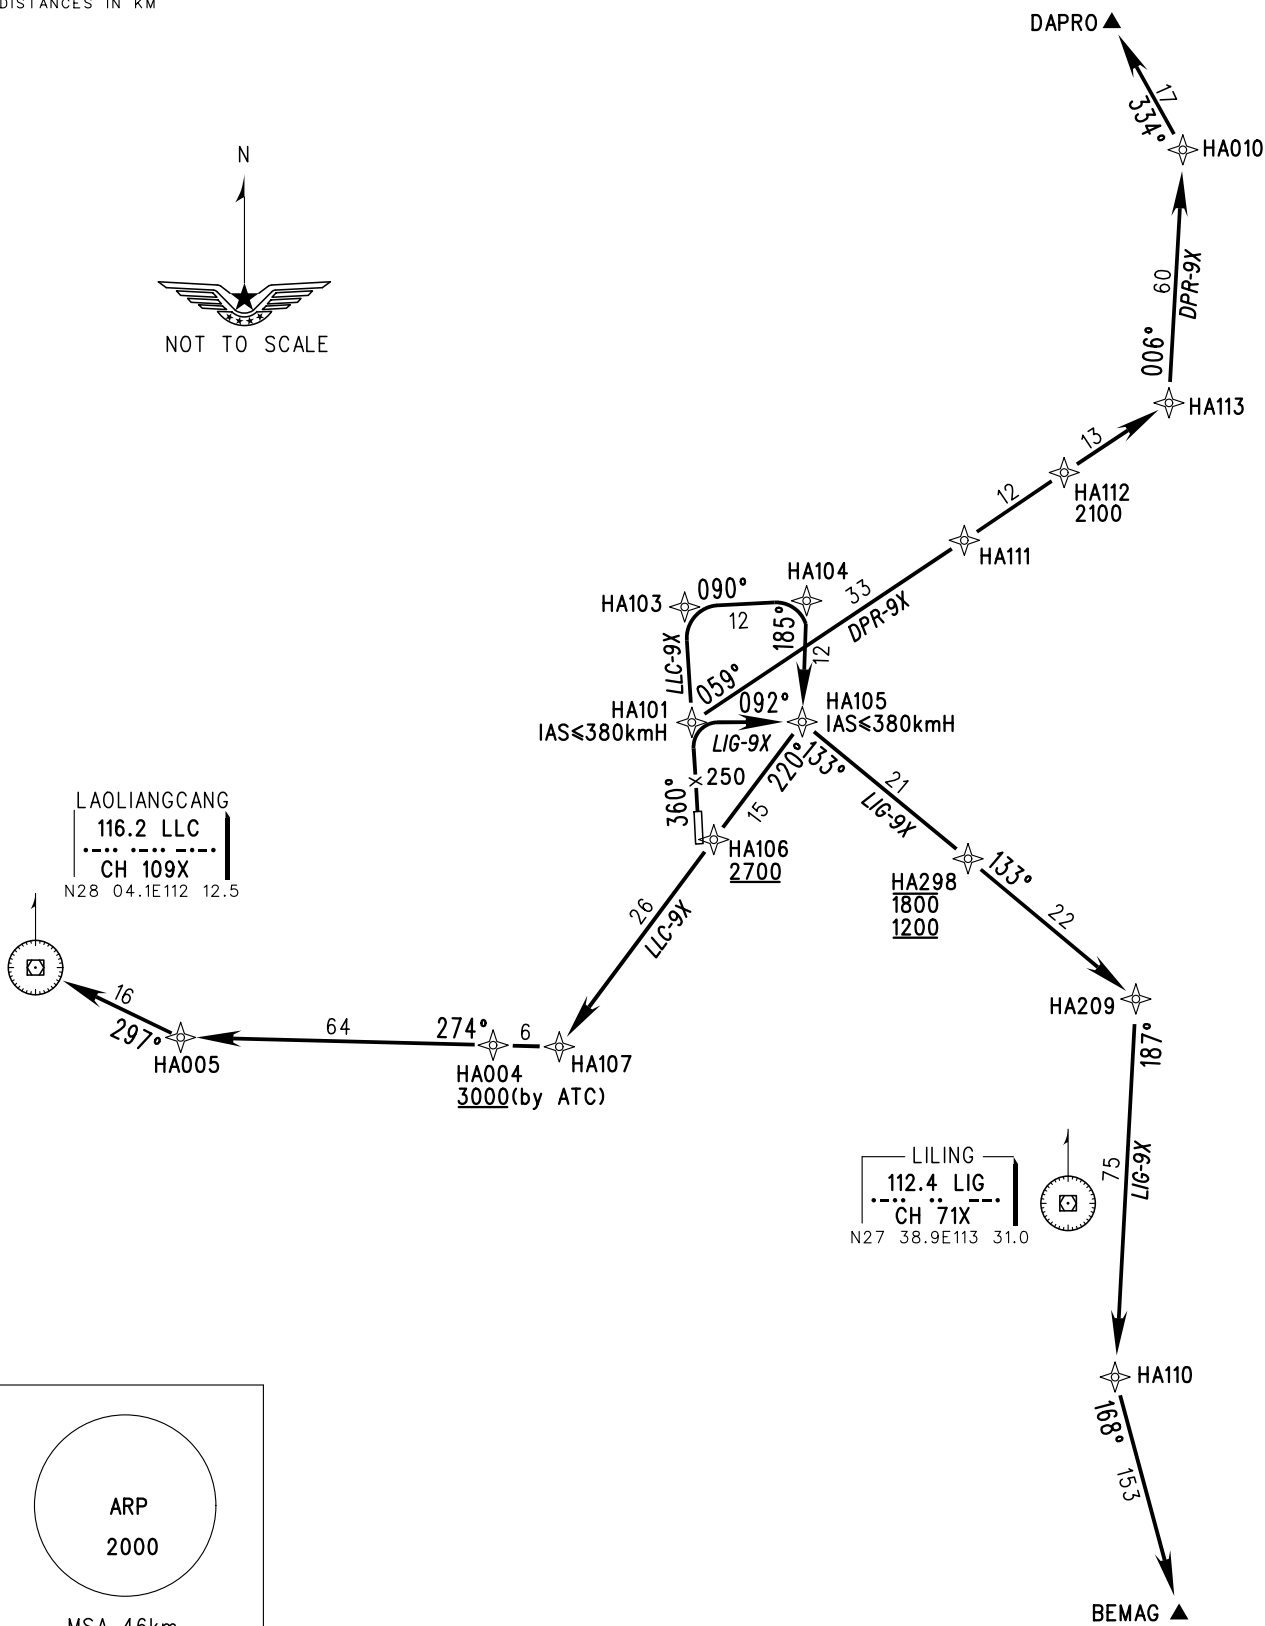 DISTANCES IN KM
DAPRO
17
334°
HA010
N
NOT TO SCALE
60
DPR-9X
006°
HA113
13
HA112
2100
12
HA111
33
DPR-9X
HA104
HA103
090°
12
185°
12
LLC-9X
059°
HA101
IAS≤380kmH
092°
HA105
IAS≤380kmH
LIG-9X
250
360°
220°
133°
15
21
LIG-9X
HA106
2700
LAOLIANGCANG
116.2 LLC
·-·· ·-·· -·-·
CH 109X
N28 04.1E112 12.5
HA298
1800
1200
133°
22
26
LLC-9X
16
297°
HA005
64
274°
6
HA004
3000(by ATC)
HA107
HA209
187°
75
LIG-9X
LILING
112.4 LIG
·-·· ·· --·
CH 71X
N27 38.9E113 31.0
HA110
168°
153
ARP
2000
BEMAG